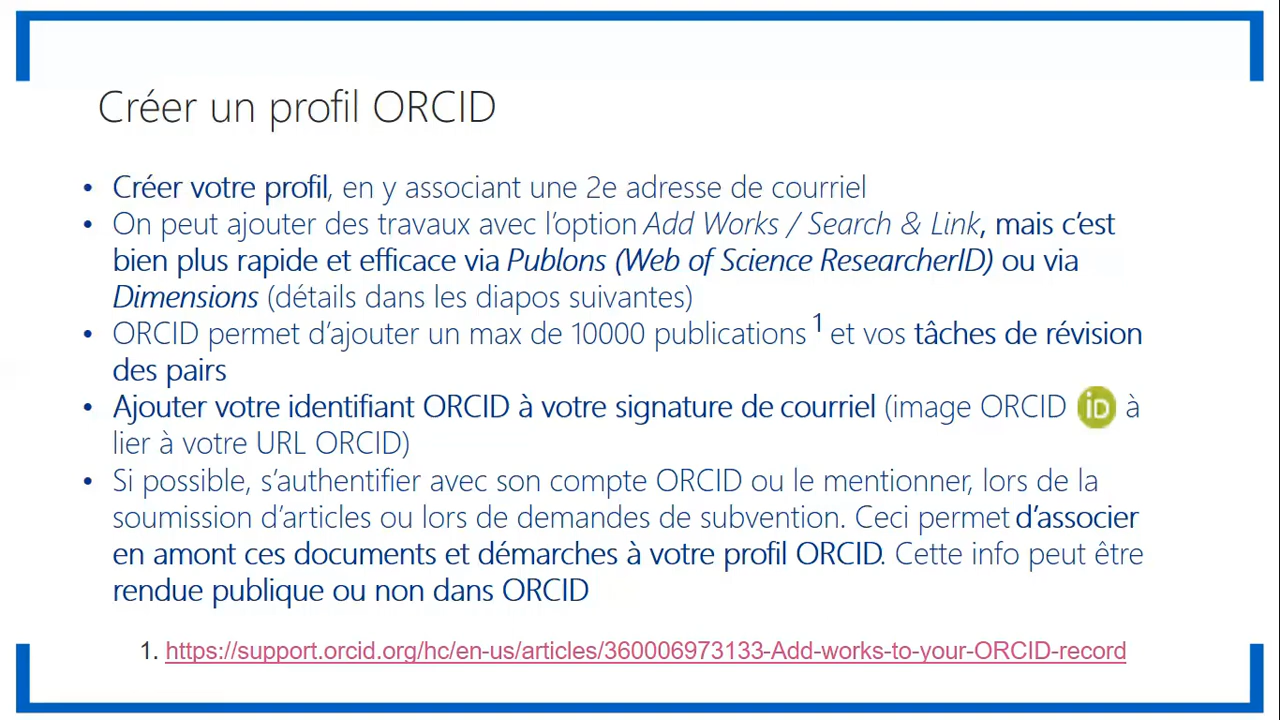 Créer un profil ORCID
• Créer votre profil, en y associant une 2e adresse de courriel
• On peut ajouter des travaux avec l’option Add Works / Search & Link, mais c’est
bien plus rapide et efficace via Publons (Web of Science ResearcherID) ou via
Dimensions (détails dans les diapos suivantes)
• ORCID permet d’ajouter un max de 10000 publications 1 et vos tâches de révision
des pairs
• Ajouter votre identifiant ORCID à votre signature de courriel (image ORCID iD à
lier à votre URL ORCID)
• Si possible, s’authentifier avec son compte ORCID ou le mentionner, lors de la
soumission d’articles ou lors de demandes de subvention. Ceci permet d’associer
en amont ces documents et démarches à votre profil ORCID. Cette info peut être
rendue publique ou non dans ORCID
1. https://support.orcid.org/hc/en-us/articles/360006973133-Add-works-to-your-ORCID-record